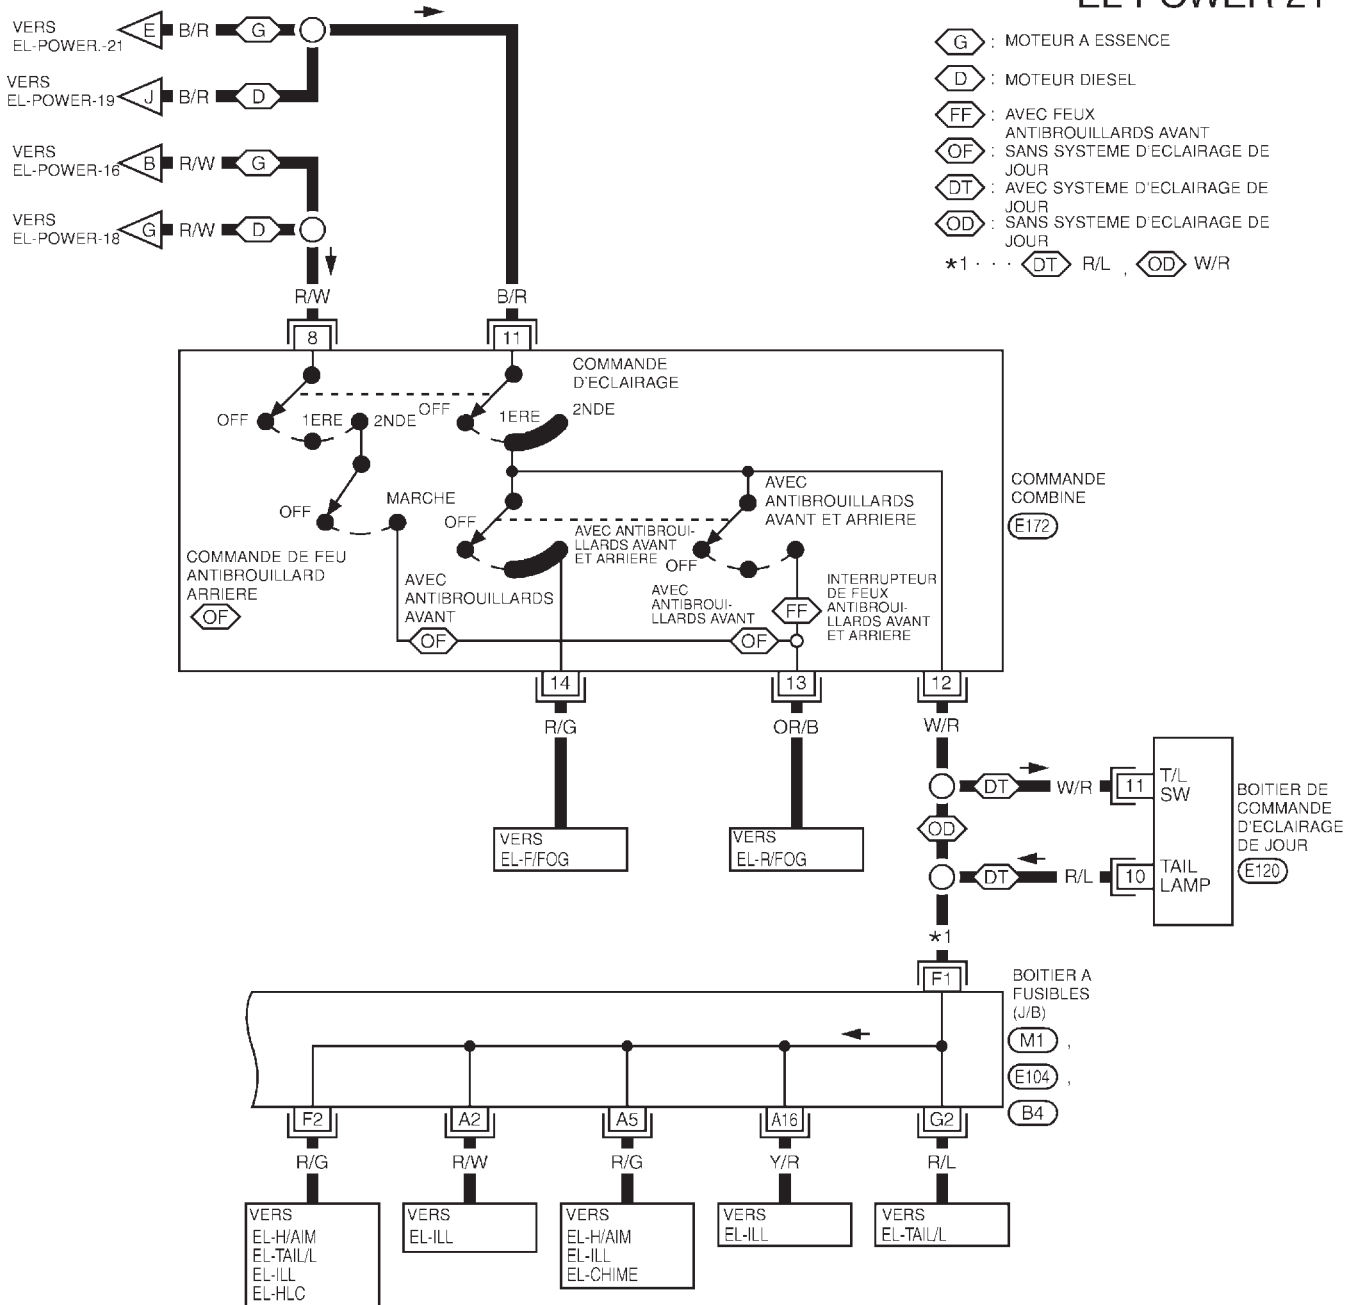 EL-POWER-21
VERS
EL-POWER.-21
E
B/R
G
VERS
EL-POWER-19
J
B/R
D
VERS
EL-POWER-16
B
R/W
G
VERS
EL-POWER-18
G
R/W
D
G : MOTEUR A ESSENCE
D : MOTEUR DIESEL
FF : AVEC FEUX
ANTIBROUILLARDS AVANT
OF : SANS SYSTEME D'ECLAIRAGE DE
JOUR
DT : AVEC SYSTEME D'ECLAIRAGE DE
JOUR
OD : SANS SYSTEME D'ECLAIRAGE DE
JOUR
*1 · · · DT R/L , OD W/R
R/W
B/R
8
11
COMMANDE
D'ECLAIRAGE
OFF
1ERE
2NDE
OFF
1ERE
2NDE
OFF
MARCHE
COMMANDE DE FEU
ANTIBROUILLARD
ARRIERE
OF
OFF
AVEC ANTIBROUI-
LLARDS AVANT
ET ARRIERE
AVEC
ANTIBROUILLARDS
AVANT ET ARRIERE
OFF
AVEC
ANTIBROUILLARDS
AVANT
OF
AVEC
ANTIBROUI-
LLARDS AVANT
OF
FF
INTERRUPTEUR
DE FEUX
ANTIBROUI-
LLARDS AVANT
ET ARRIERE
COMMANDE
COMBINE
E172
14
13
12
R/G
OR/B
W/R
VERS
EL-F/FOG
VERS
EL-R/FOG
DT
W/R
11
T/L
SW
OD
DT
R/L
10
TAIL
LAMP
BOITIER DE
COMMANDE
D'ECLAIRAGE
DE JOUR
E120
*1
F1
BOITIER A
FUSIBLES
(J/B)
M1 ,
E104 ,
B4
F2
A2
A5
A16
G2
R/G
R/W
R/G
Y/R
R/L
VERS
EL-H/AIM
EL-TAIL/L
EL-ILL
EL-HLC
VERS
EL-ILL
VERS
EL-H/AIM
EL-ILL
EL-CHIME
VERS
EL-ILL
VERS
EL-TAIL/L